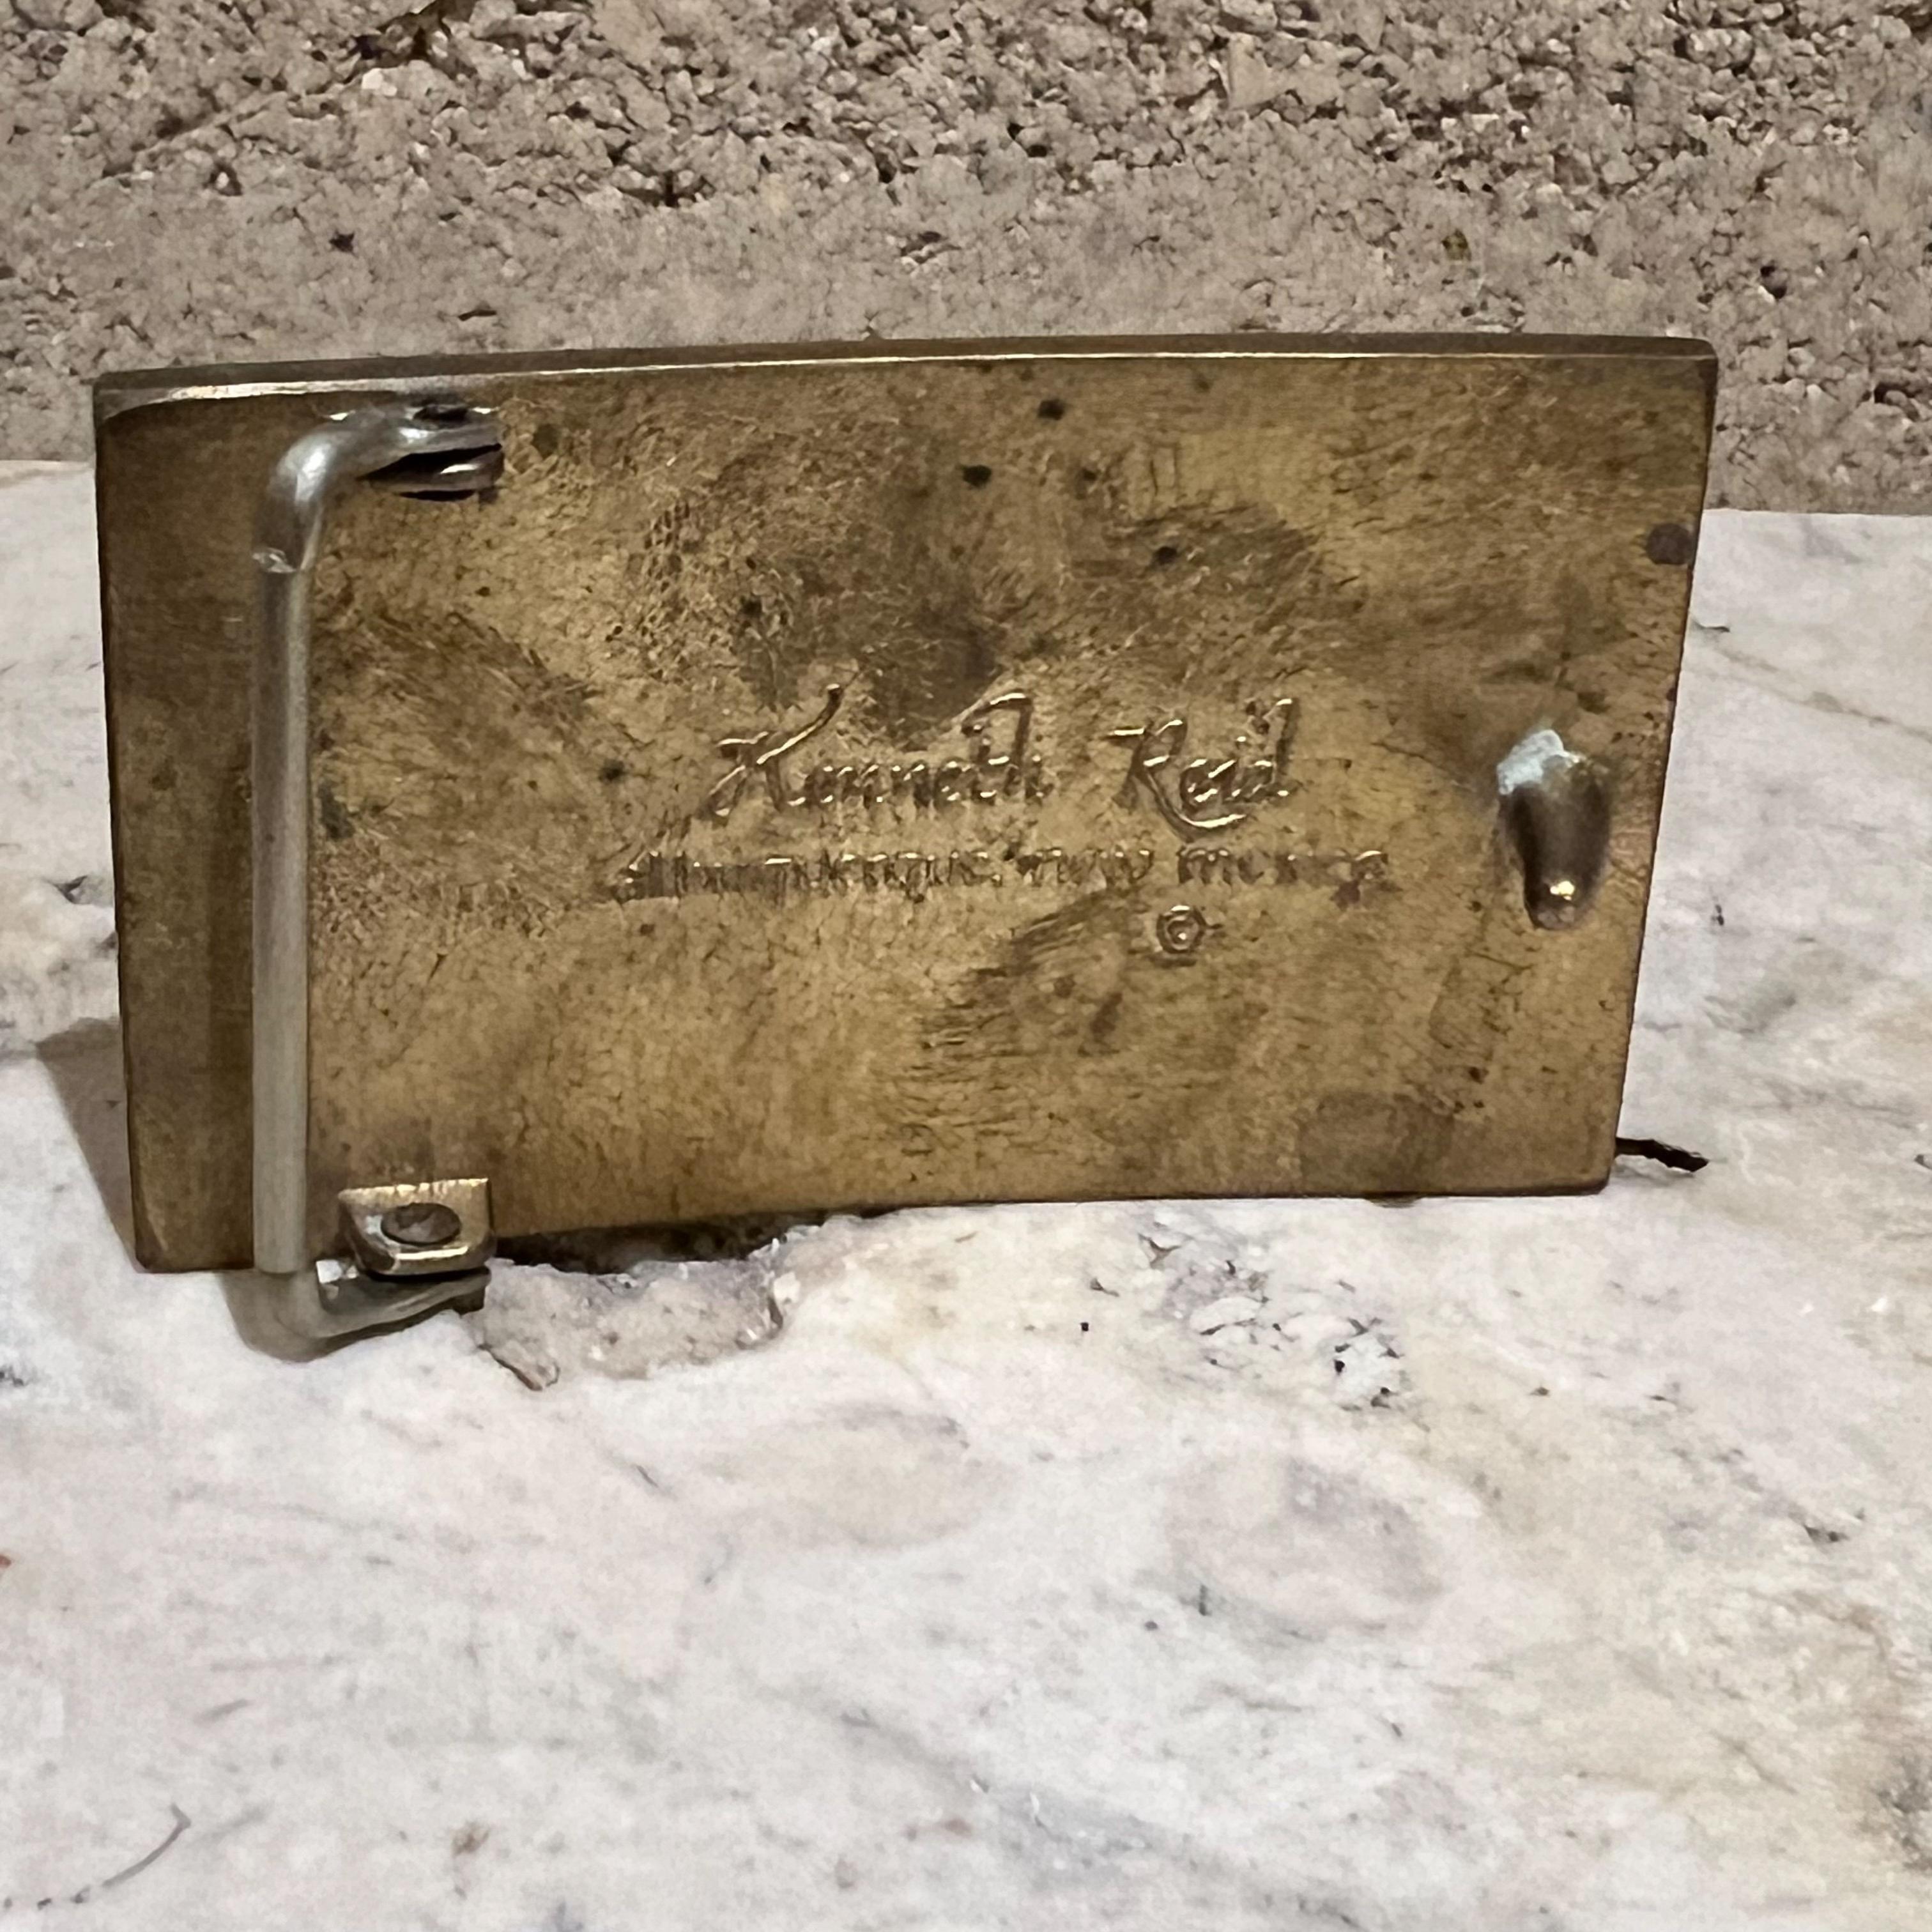 Kenneth Reid
albuquerque, new mexico
©